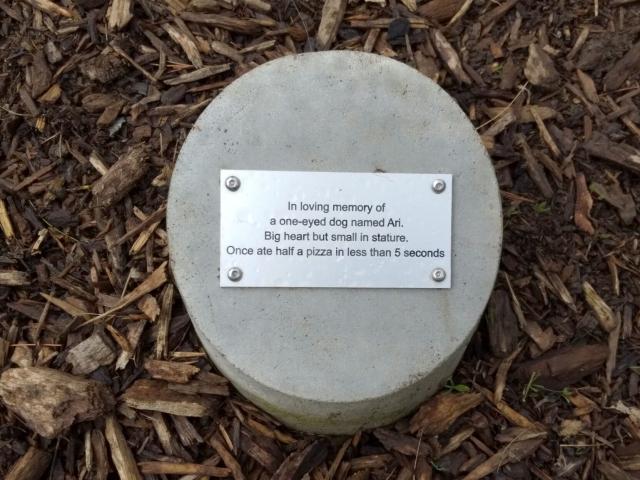 In loving memory of
a one-eyed dog named Ari.
Big heart but small in stature.
Once ate half a pizza in less than 5 seconds